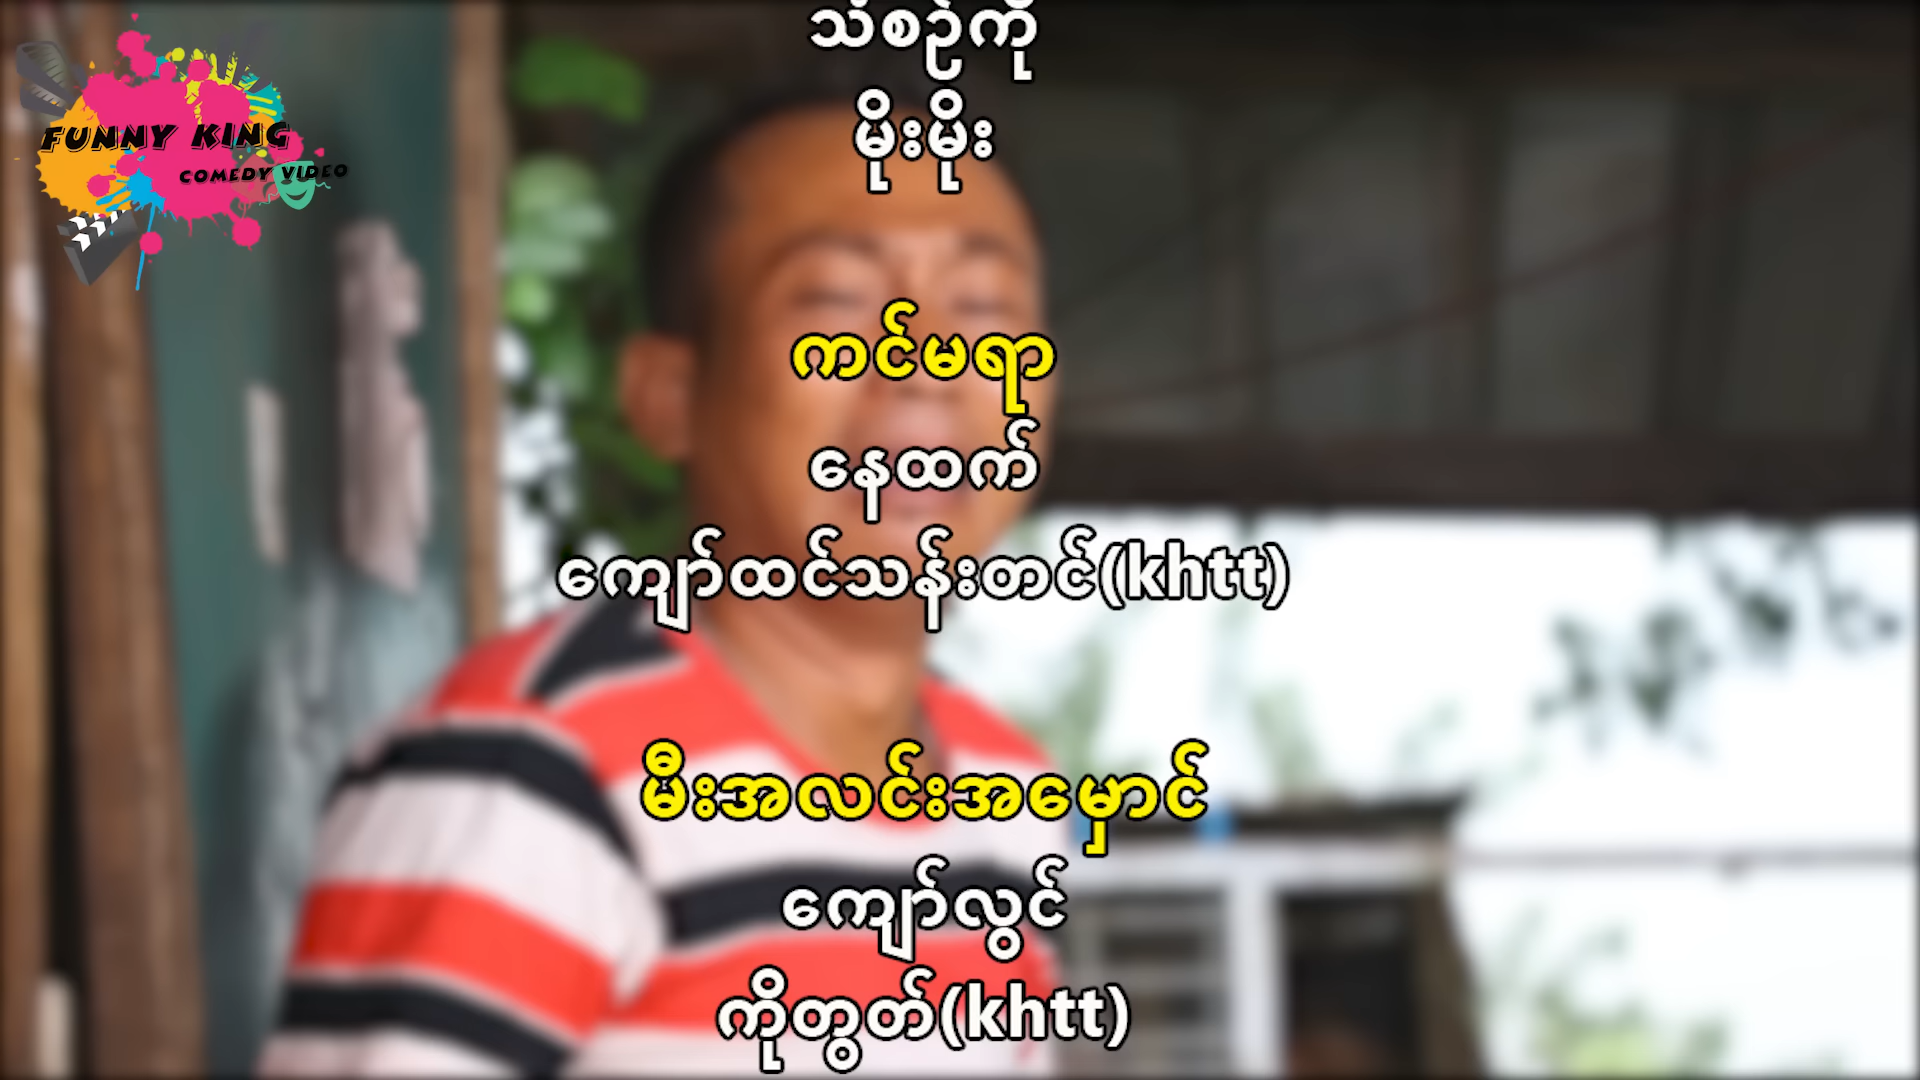 FUNNY KING
COMEDY VIDEO
သံစဉ်ကို
မိုးမိုး
ကင်မရာ
နေထက်
ကျော်ထင်သန်းတင်(khtt)
မီးအလင်းအမှောင်
ကျော်လွင်
ကိုတွတ်(khtt)